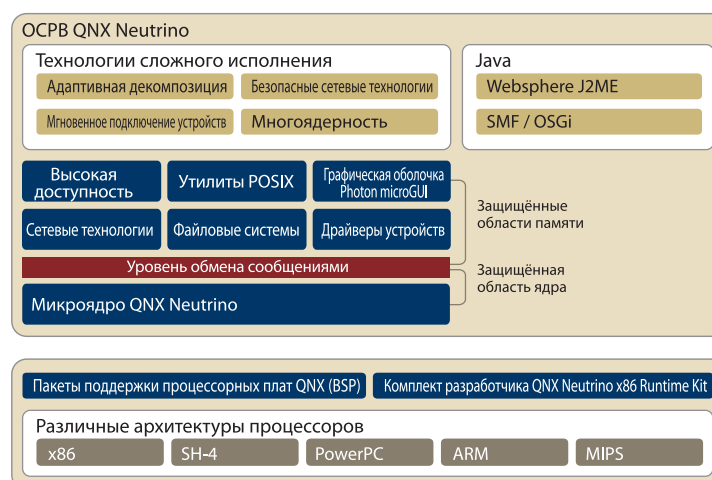 ОСРВ QNX Neutrino
Технологии сложного исполнения
Адаптивная декомпозиция
Безопасные сетевые технологии
Мгновенное подключение устройств
Многоядерность
Java
Websphere J2ME
SMF / OSGi
Высокая
доступность
Утилиты POSIX
Графическая оболочка
Photon microGUI
Сетевые технологии
Файловые системы
Драйверы устройств
Защищённые
области памяти
Уровень обмена сообщениями
Микроядро QNX Neutrino
Защищённая
область ядра
Пакеты поддержки процессорных плат QNX (BSP)
Комплект разработчика QNX Neutrino x86 Runtime Kit
Различные архитектуры процессоров
x86
SH-4
PowerPC
ARM
MIPS